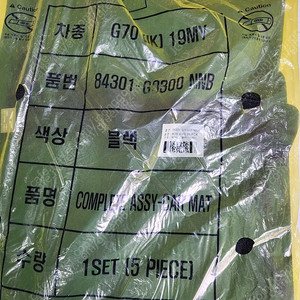 Caution
Caution
차종 G70 (IK) 19MY
품번 84301-G9300 NNB
색상 블랙
품명 COMPLETE ASSY-CAR MAT
수량 1SET (5 PIECE)